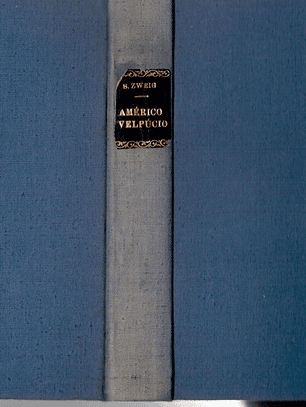 S. ZWEIG
AMÉRICO
VELPÚCIO